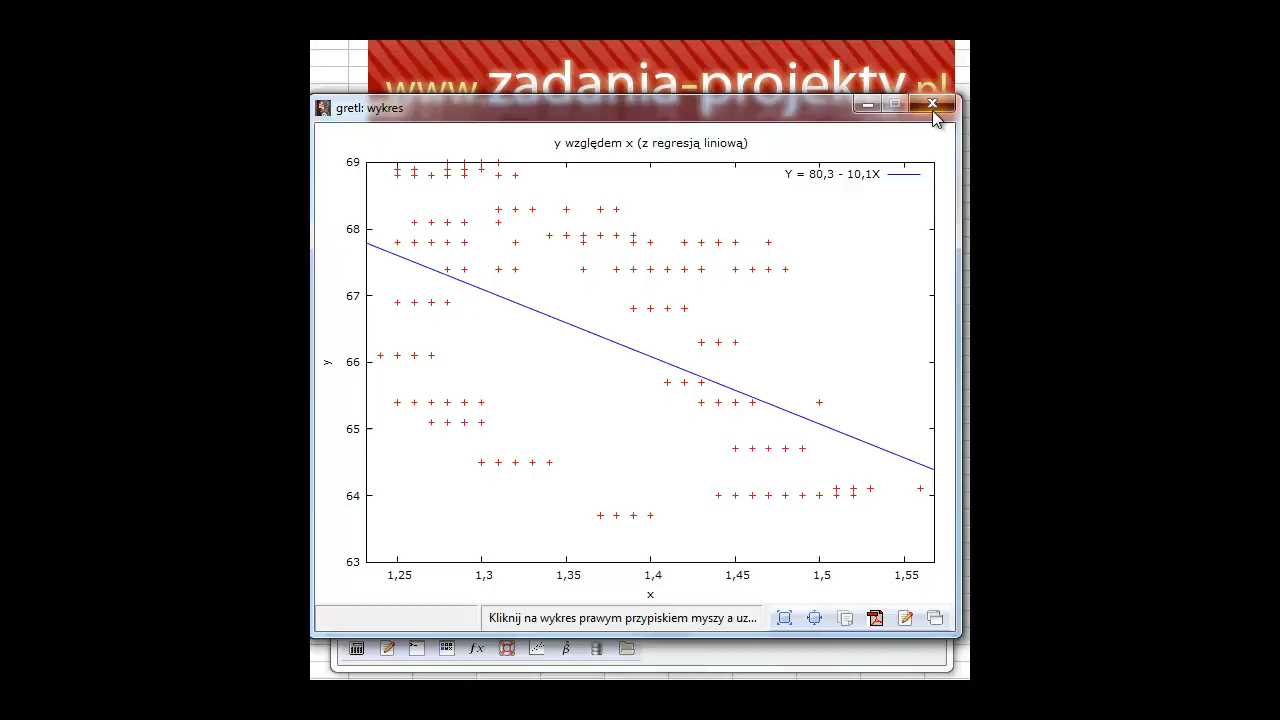 www.zadania-projekty.pl
gretl: wykres
y względem x (z regresją liniową)
Y = 80,3 - 10,1X
69
68
67
66
65
64
63
y
1,25 1,3 1,35 1,4 1,45 1,5 1,55
x
Kliknij na wykres prawym przypiskiem myszy a uz...
fx β